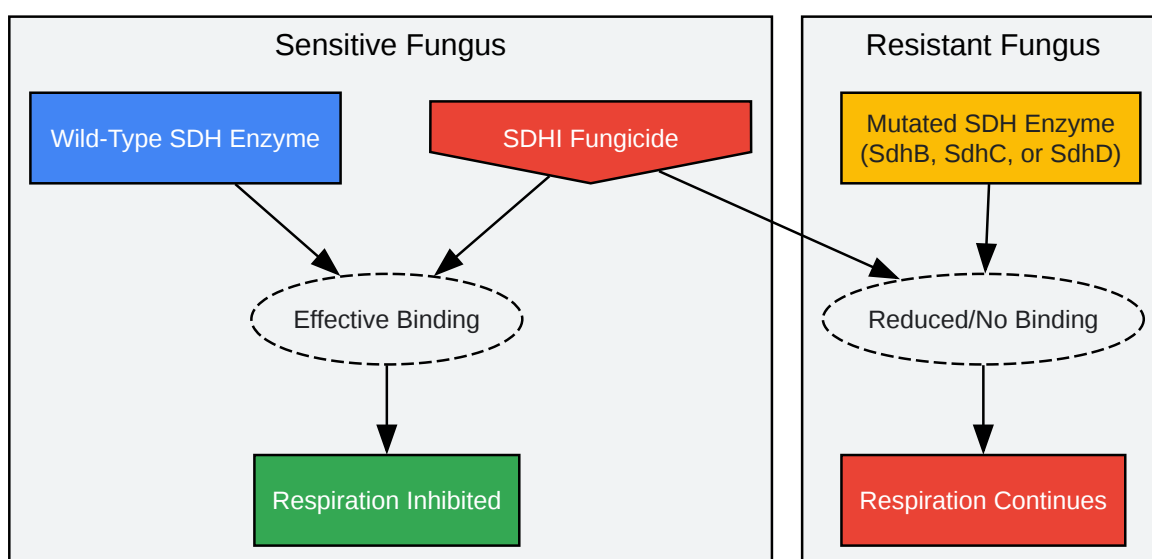 Sensitive Fungus
Resistant Fungus
Wild-Type SDH Enzyme
SDHI Fungicide
Mutated SDH Enzyme
(SdhB, SdhC, or SdhD)
Effective Binding
Reduced/No Binding
Respiration Inhibited
Respiration Continues